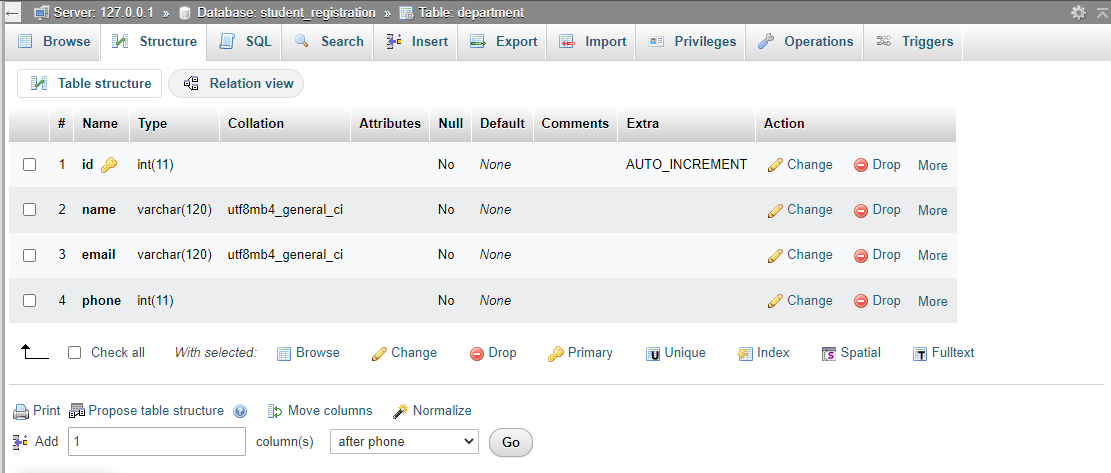 Server: 127.0.0.1 » Database: student_registration » Table: department
Browse Structure SQL Search Insert Export Import Privileges Operations Triggers
Table structure Relation view
# Name Type Collation Attributes Null Default Comments Extra Action
1 id int(11) No None AUTO_INCREMENT Change Drop More
2 name varchar(120) utf8mb4_general_ci No None Change Drop More
3 email varchar(120) utf8mb4_general_ci No None Change Drop More
4 phone int(11) No None Change Drop More
Check all With selected: Browse Change Drop Primary Unique Index Spatial Fulltext
Print Propose table structure Move columns Normalize
Add 1 column(s) after phone Go